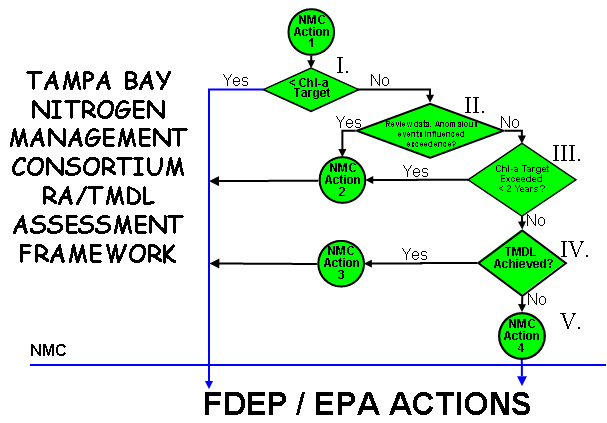 NMC
Action
1
I.
Yes
< Chl-a
Target
No
TAMPA BAY
NITROGEN
MANAGEMENT
CONSORTIUM
RA/TMDL
ASSESSMENT
FRAMEWORK
II.
Yes
Review data. Anomalous
events influenced
exceedence?
No
III.
NMC
Action
2
Yes
Chl-a Target
Exceeded
< 2 Years ?
No
IV.
NMC
Action
3
Yes
TMDL
Achieved?
No
V.
NMC
Action
4
NMC
FDEP / EPA ACTIONS